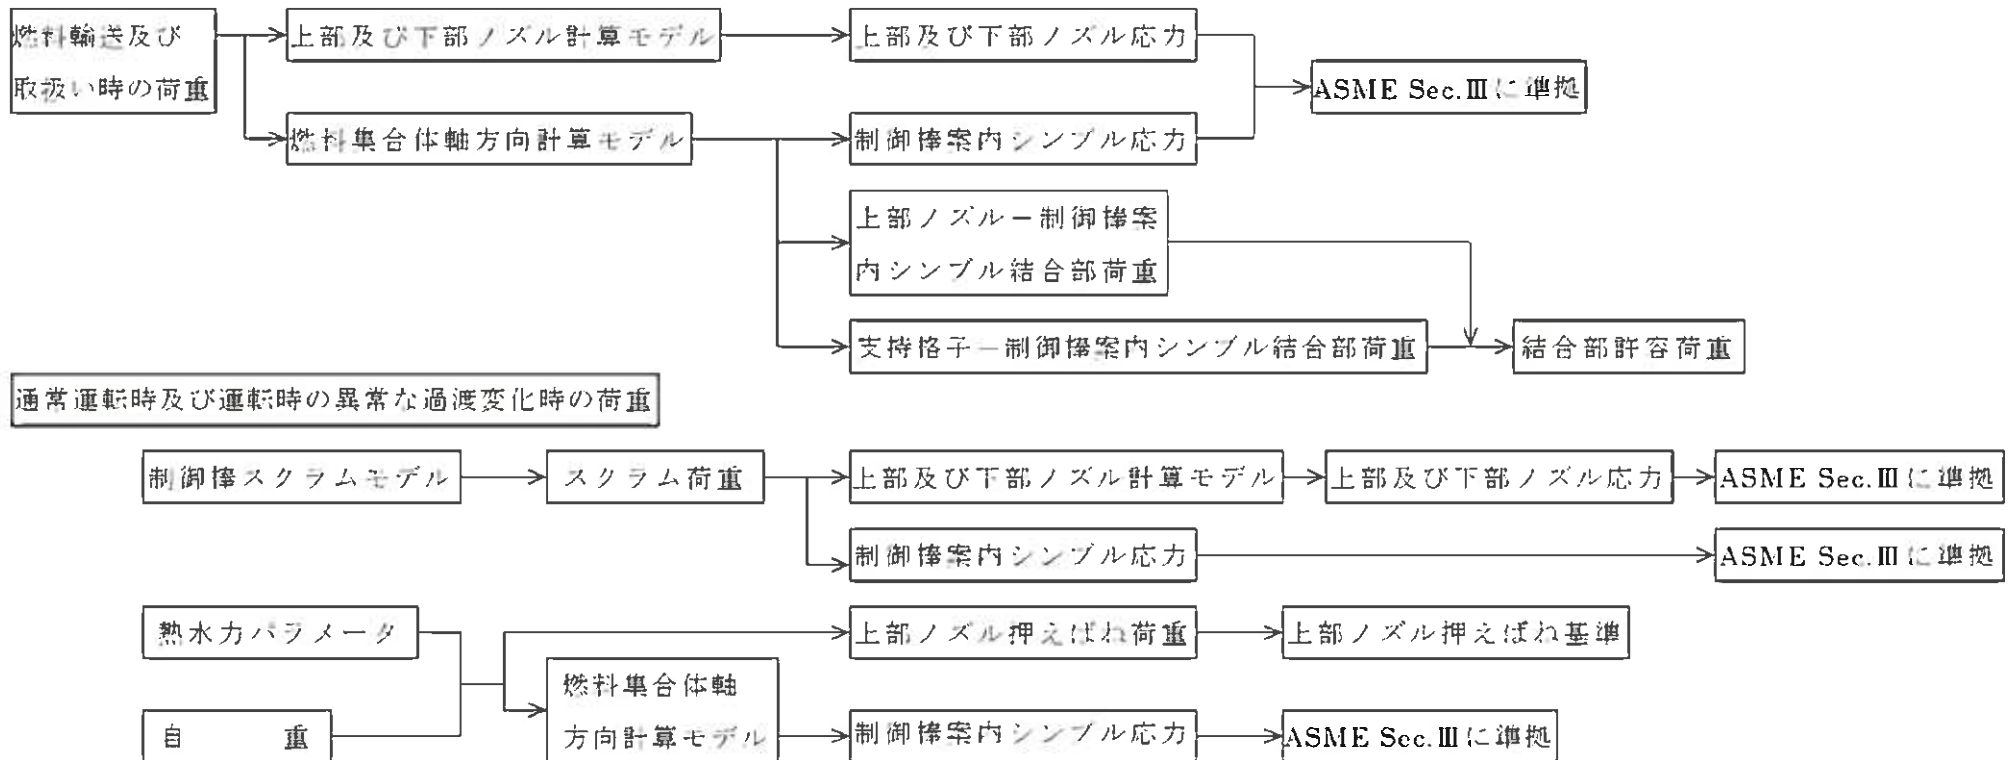 燃料輸送及び
取扱い時の荷重
上部及び下部ノズル計算モデル
上部及び下部ノズル応力
ASME Sec.Ⅲに準拠
燃料集合体軸方向計算モデル
制御棒案内シンブル応力
上部ノズルー制御棒案
内シンブル結合部荷重
支持格子ー制御棒案内シンブル結合部荷重
結合部許容荷重
通常運転時及び運転時の異常な過渡変化時の荷重
制御棒スクラムモデル
スクラム荷重
上部及び下部ノズル計算モデル
上部及び下部ノズル応力
ASME Sec.Ⅲに準拠
制御棒案内シンブル応力
ASME Sec.Ⅲに準拠
熱水力パラメータ
上部ノズル押えばね荷重
上部ノズル押えばね基準
燃料集合体軸
方向計算モデル
自重
制御棒案内シンブル応力
ASME Sec.Ⅲに準拠